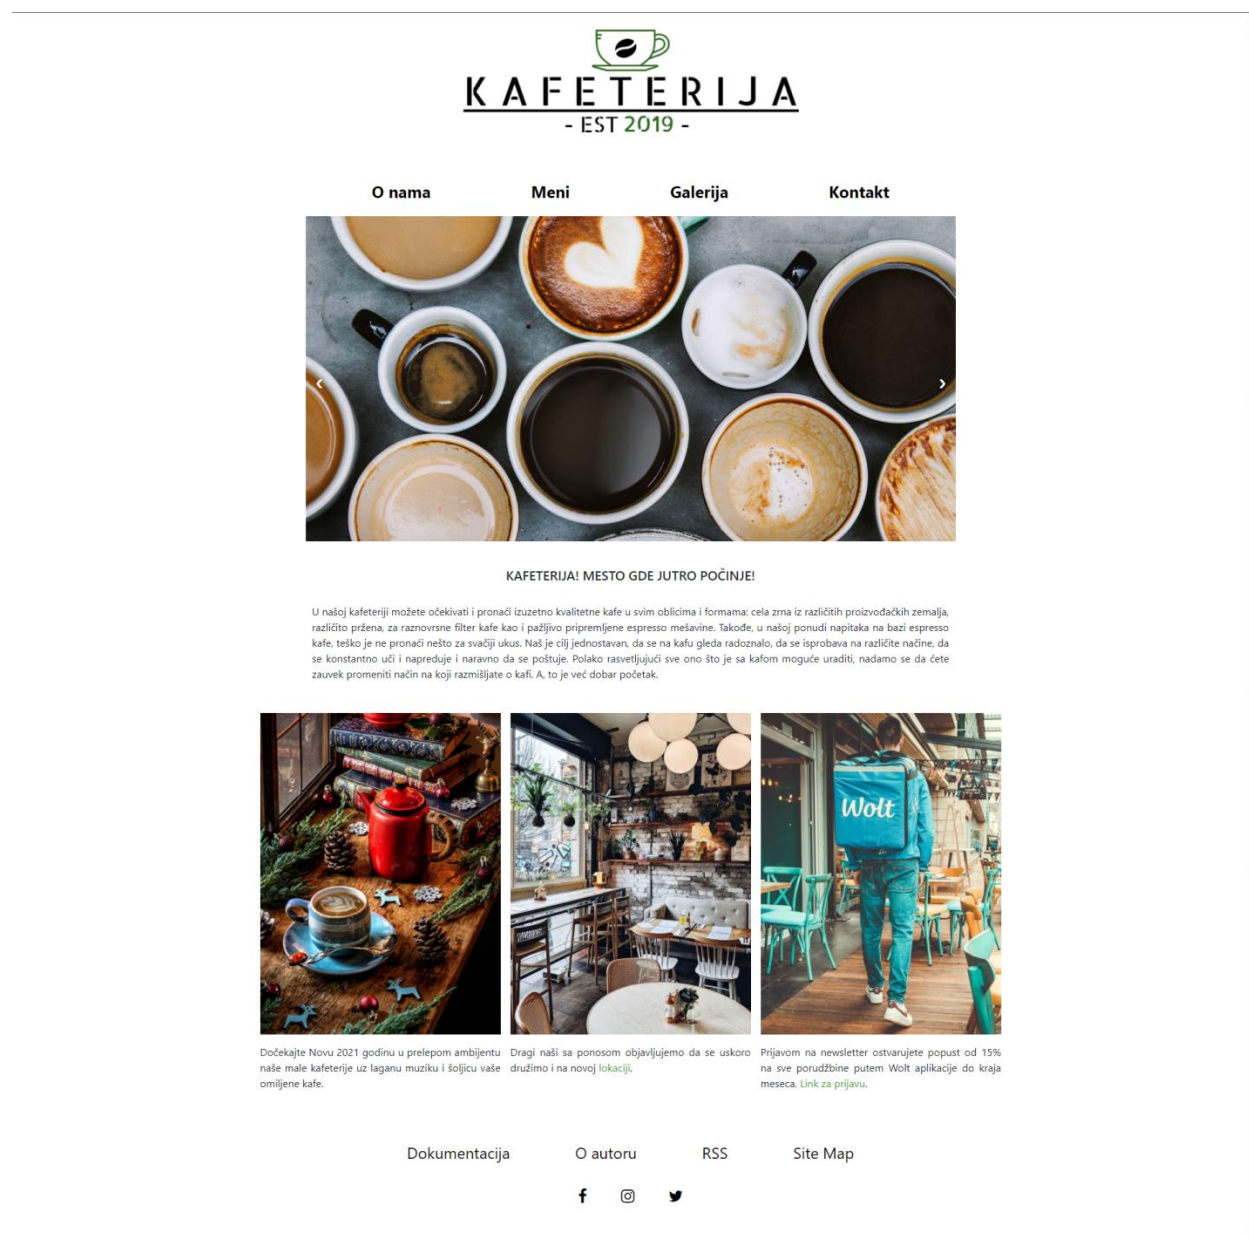 KAFETERIJA
- EST 2019 -
O nama Meni Galerija Kontakt
KAFETERIJA! MESTO GDE JUTRO POČINJE!
U našoj kafeteriji možete očekivati i pronaći izuzetno kvalitetne kafe u svim oblicima i formama: cela zrna iz različitih proizvođačkih zemalja,
različito pržena, za raznovrsne filter kafe kao i pažljivo pripremljene espresso mešavine. Takođe, u našoj ponudi napitaka na bazi espresso
kafe, teško je ne pronaći nešto za svačiji ukus. Naš je cilj jednostavan, da se na kafu gleda radoznalo, da se isprobava na različite načine, da
se konstantno uči i napreduje i naravno da se poštuje. Polako rasvetljujući sve ono što je sa kafom moguće uraditi, nadamo se da ćete
zauvek promeniti način na koji razmišljate o kafi. A, to je već dobar početak.
Wolt
Dočekajte Novu 2021 godinu u prelepom ambijentu
naše male kafeterije uz laganu muziku i šoljicu vaše
omiljene kafe.
Dragi naši sa ponosom objavljujemo da se uskoro
družimo i na novoj lokaciji.
Prijavom na newsletter ostvarujete popust od 15%
na sve porudžbine putem Wolt aplikacije do kraja
meseca. Link za prijavu.
Dokumentacija O autoru RSS Site Map